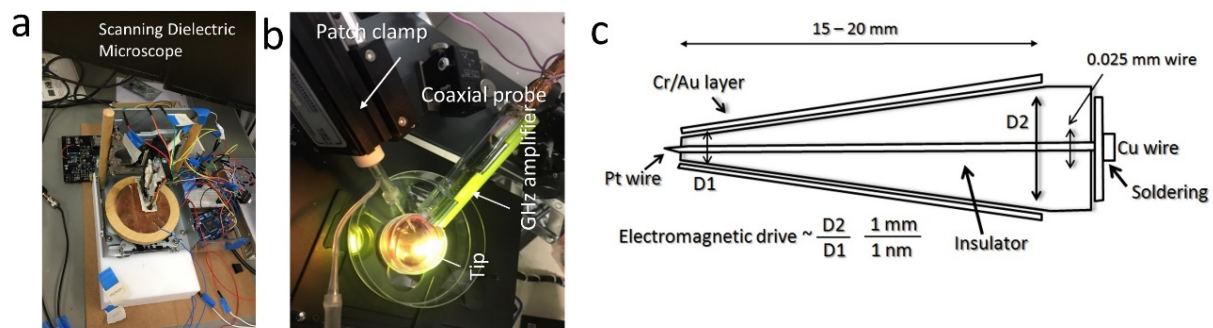 a
Scanning Dielectric
Microscope
b
Patch clamp
Coaxial probe
GHz amplifier
Tip
c
15 – 20 mm
0.025 mm wire
Cr/Au layer
D2
D1
Pt wire
Cu wire
Soldering
Insulator
Electromagnetic drive ~ D2 1 mm
D1 1 nm